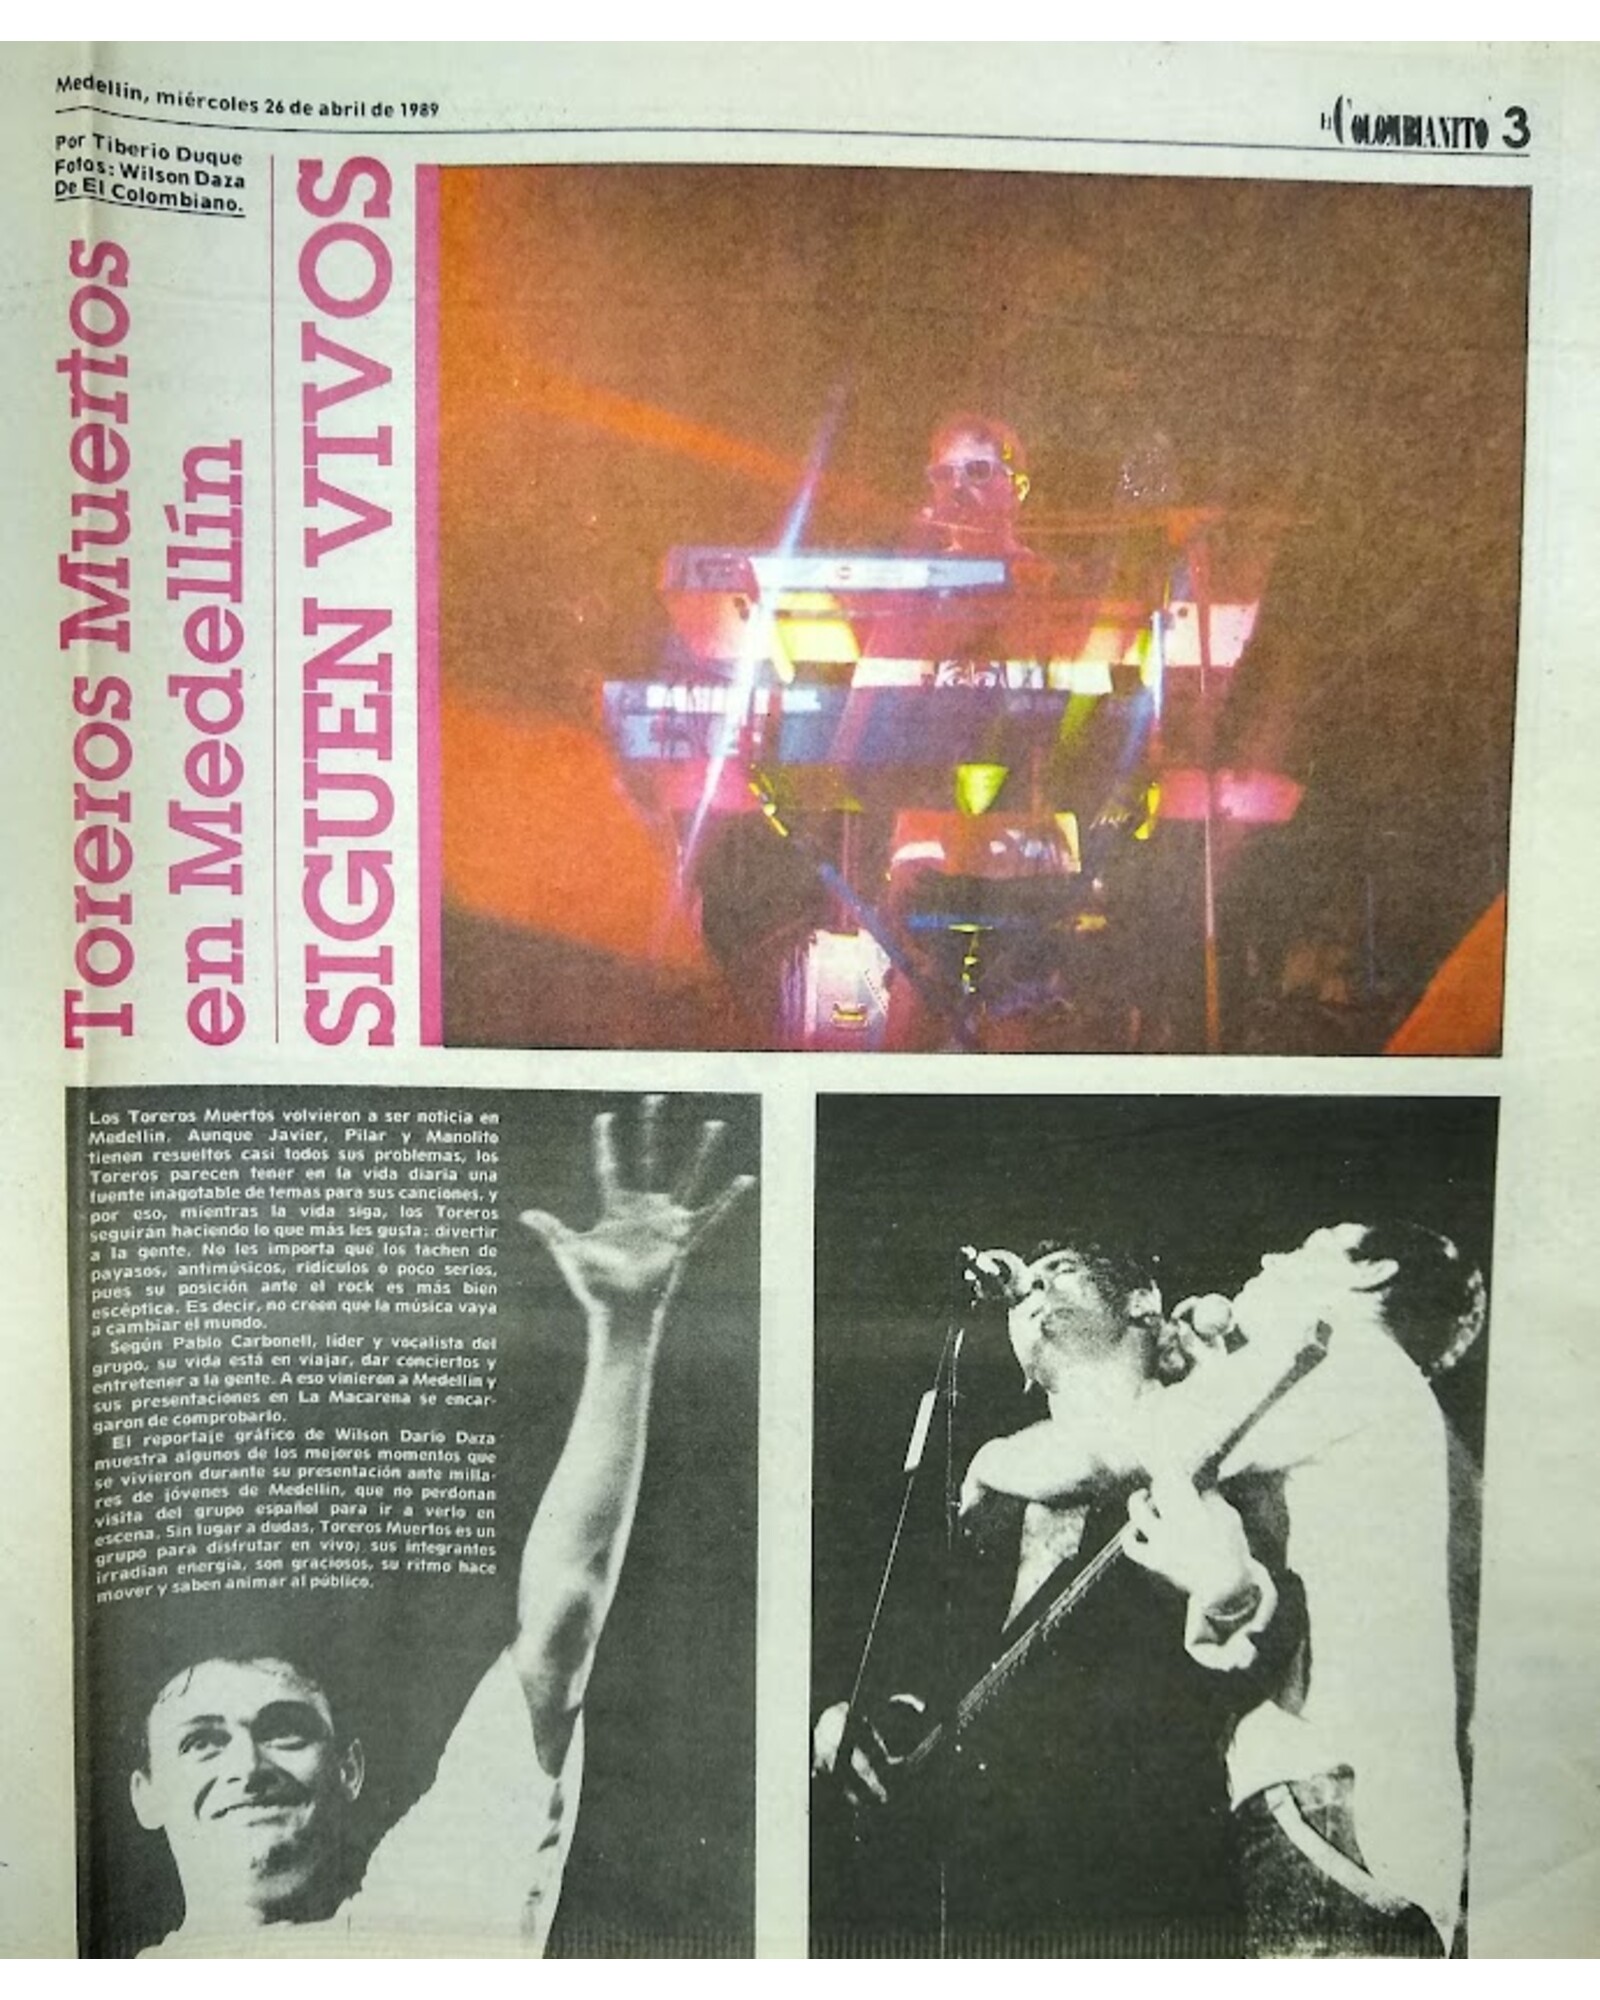 Medellín, miércoles 26 de abril de 1989
El COLOMBIANITO 3
Por Tiberio Duque
Fotos: Wilson Daza
De El Colombiano.
Toreros Muertos
en Medellín
SIGUEN VIVOS
Los Toreros Muertos volvieron a ser noticia en
Medellín. Aunque Javier, Pilar y Manolito
tienen resueltos casi todos sus problemas, los
Toreros parecen tener en la vida diaria una
fuente inagotable de temas para sus canciones, y
por eso, mientras la vida siga, los Toreros
seguirán haciendo lo que más les gusta: divertir
a la gente. No les importa que los tachen de
payasos, antimúsicos, ridículos o poco serios,
pues su posición ante el rock es más bien
escéptica. Es decir, no creen que la música vaya
a cambiar el mundo.
Según Pablo Carbonell, líder y vocalista del
grupo, su vida está en viajar, dar conciertos y
entretener a la gente. A eso vinieron a Medellín y
sus presentaciones en La Macarena se encar-
garon de comprobarlo.
El reportaje gráfico de Wilson Darío Daza
muestra algunos de los mejores momentos que
se vivieron durante su presentación ante milla-
res de jóvenes de Medellín, que no perdonan
visita del grupo español para ir a verlo en
escena. Sin lugar a dudas, Toreros Muertos es un
grupo para disfrutar en vivo; sus integrantes
irradian energía, son graciosos, su ritmo hace
mover y saben animar al público.